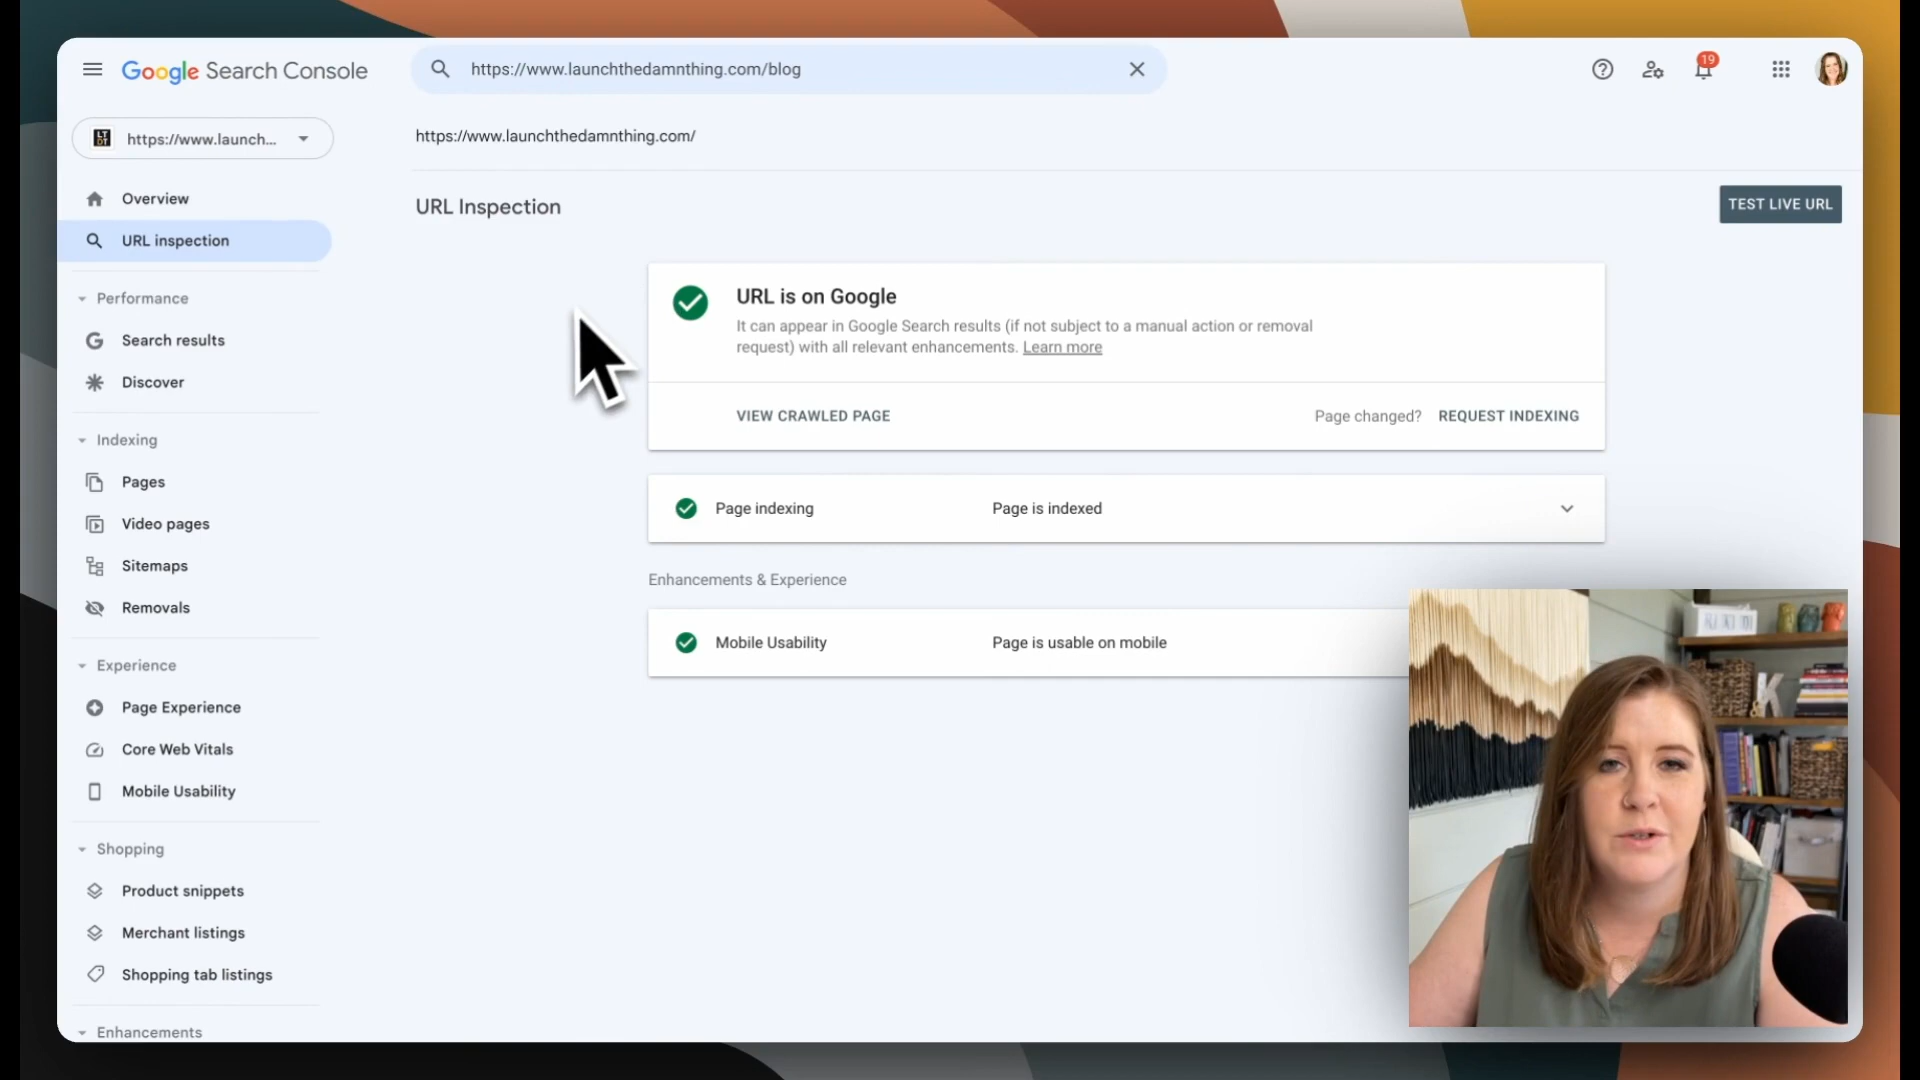 Google Search Console
https://www.launchthedamnthing.com/blog
19
LT
DT
https://www.launch...
https://www.launchthedamnthing.com/
Overview
URL inspection
Performance
Search results
Discover
Indexing
Pages
Video pages
Sitemaps
Removals
Experience
Page Experience
Core Web Vitals
Mobile Usability
Shopping
Product snippets
Merchant listings
Shopping tab listings
Enhancements
URL Inspection
TEST LIVE URL
URL is on Google
It can appear in Google Search results (if not subject to a manual action or removal
request) with all relevant enhancements. Learn more
VIEW CRAWLED PAGE
Page changed? REQUEST INDEXING
Page indexing
Page is indexed
Enhancements & Experience
Mobile Usability
Page is usable on mobile
K